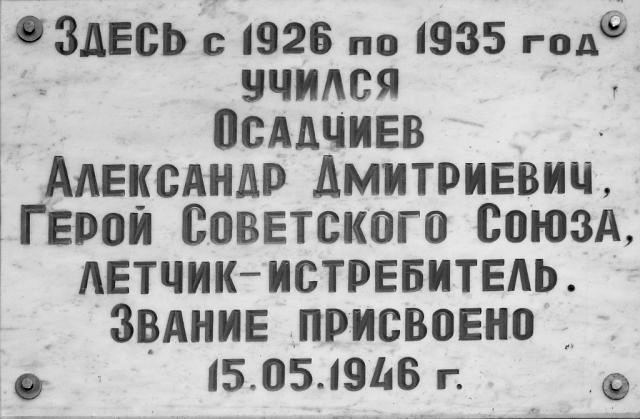 Здесь с 1926 по 1935 год
учился
Осадчиев
Александр Дмитриевич,
Герой Советского Союза,
летчик-истребитель.
Звание присвоено
15.05.1946 г.